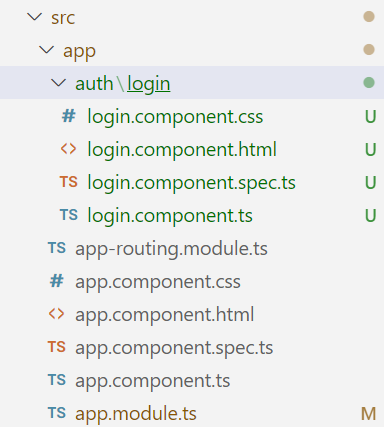 src
app
auth\login
# login.component.css U
<> login.component.html U
TS login.component.spec.ts U
TS login.component.ts U
TS app-routing.module.ts
# app.component.css
<> app.component.html
TS app.component.spec.ts
TS app.component.ts
TS app.module.ts M